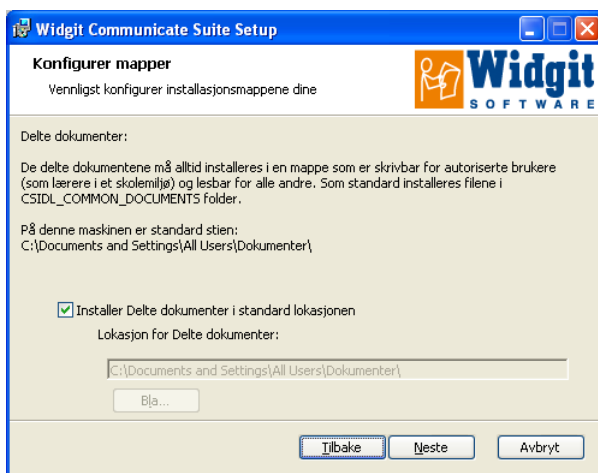 Widgit Communicate Suite Setup
Konfigurer mapper
Vennligst konfigurer installasjonsmappene dine
Widgit
SOFTWARE
Delte dokumenter:
De delte dokumentene må alltid installeres i en mappe som er skrivbar for autoriserte brukere
(som lærere i et skolemiljø) og lesbar for alle andre. Som standard installeres filene i
CSIDL_COMMON_DOCUMENTS folder.
På denne maskinen er standard stien:
C:\Documents and Settings\All Users\Dokumenter\
Installer Delte dokumenter i standard lokasjonen
Lokasjon for Delte dokumenter:
C:\Documents and Settings\All Users\Dokumenter\
Bla...
Tilbake
Neste
Avbryt